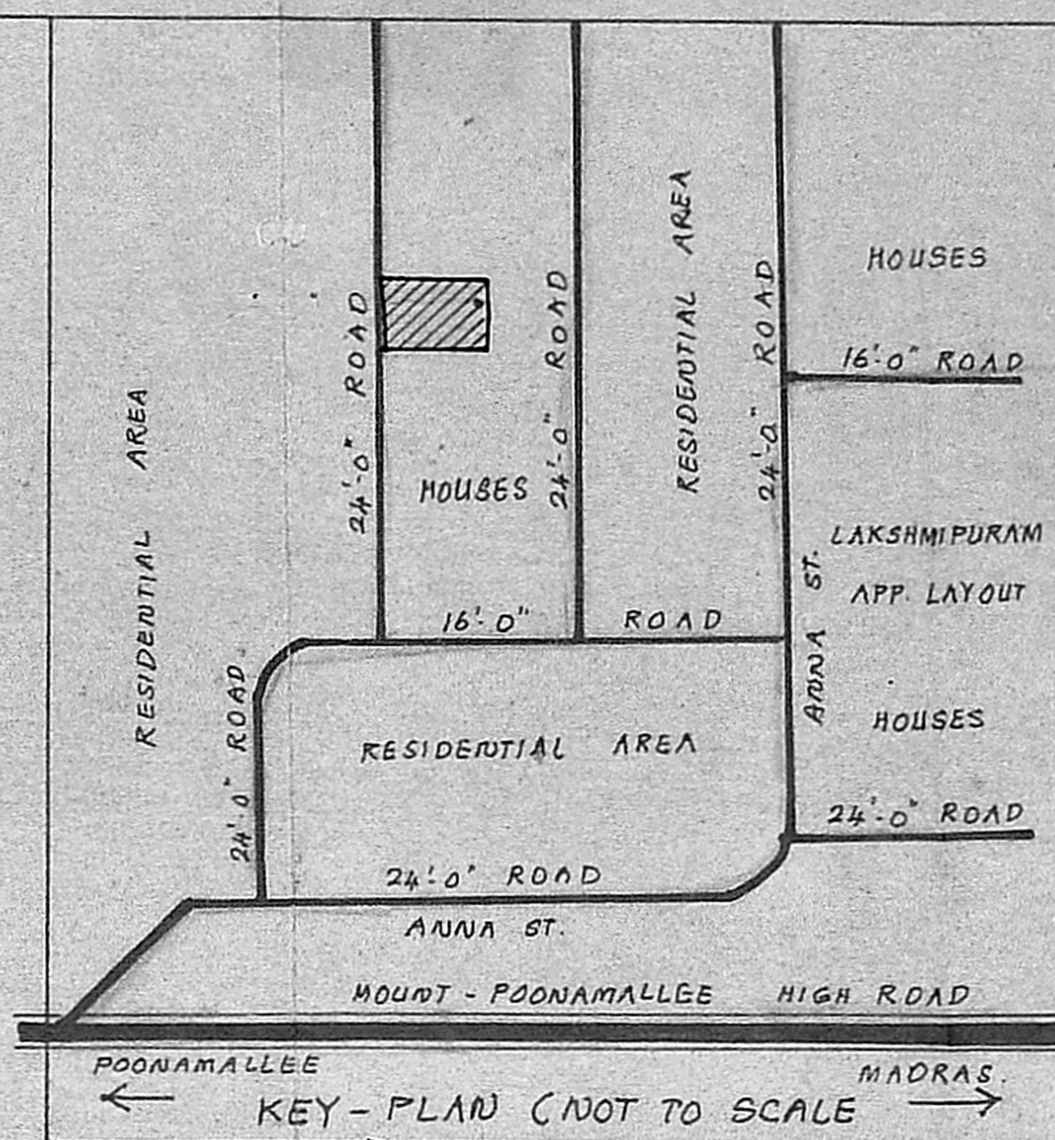 HOUSES
16'-0" ROAD
RESIDENTIAL AREA
24'-0" ROAD
24'-0" ROAD
24'-0" ROAD
HOUSES
RESIDENTIAL AREA
LAKSHMIPURAM
APP. LAYOUT
ANNA ST.
16'-0" ROAD
HOUSES
24'-0" ROAD
RESIDENTIAL AREA
24'-0" ROAD
24'-0" ROAD
ANNA ST.
MOUNT - POONAMALLEE HIGH ROAD
POONAMALLEE
MADRAS.
KEY - PLAN (NOT TO SCALE